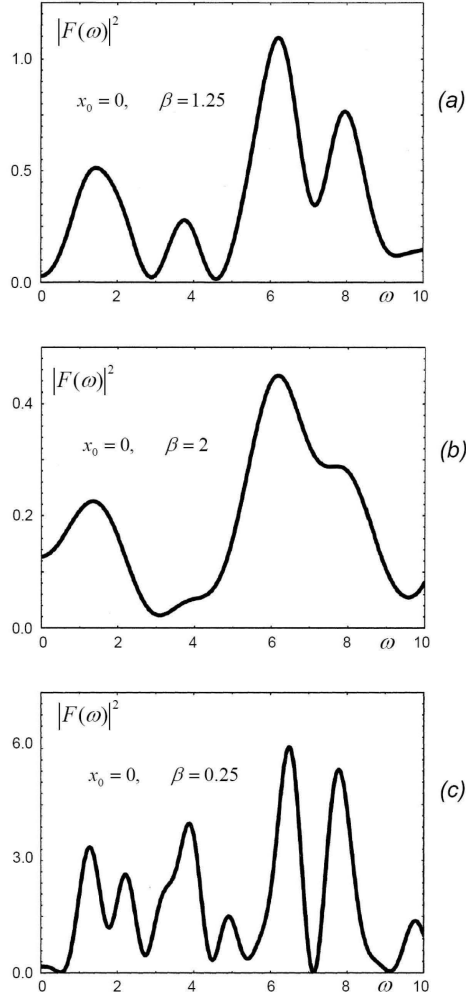 |F(ω)|²
x₀ = 0, β = 1.25
(a)
1.0
0.5
0.0
0 2 4 6 8 ω 10
|F(ω)|²
x₀ = 0, β = 2
(b)
0.4
0.2
0.0
0 2 4 6 8 ω 10
|F(ω)|²
x₀ = 0, β = 0.25
(c)
6.0
3.0
0.0
0 2 4 6 8 ω 10